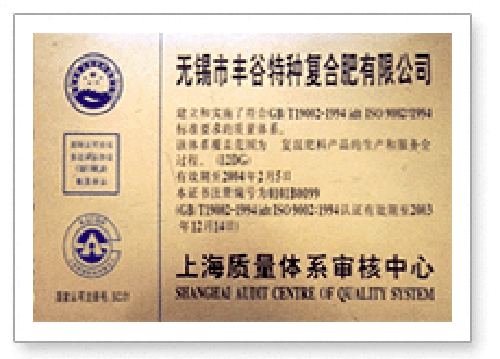 无锡市丰谷特种复合肥有限公司
建立和实施了符合GB/T19002-1994 idt ISO 9002:1994
标准要求的质量体系。
该体系覆盖范围为 复混肥料产品的生产和服务全
过程。
有效期至2004年2月5日
本证书注册编号为
(GB/T19002-1994 idt ISO 9002:1994认证有效期至2003
年12月14日)
上海质量体系审核中心
SHANGHAI AUDIT CENTRE OF QUALITY SYSTEM